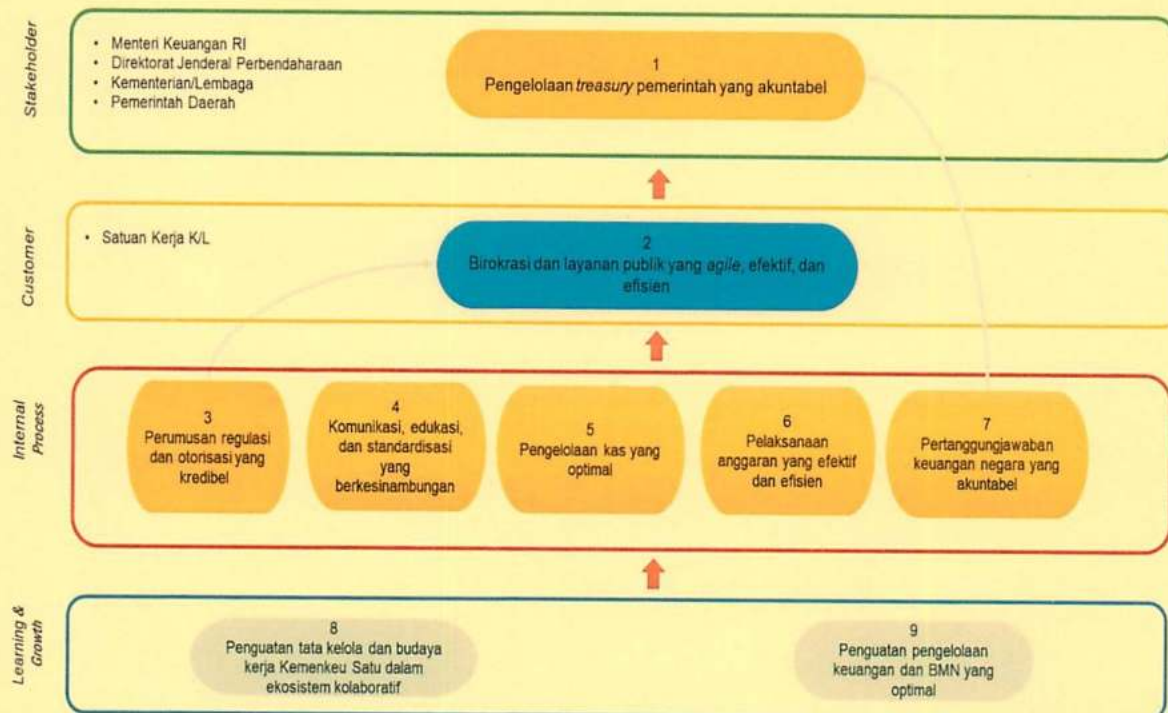 Stakeholder
• Menteri Keuangan RI
• Direktorat Jenderal Perbendaharaan
• Kementerian/Lembaga
• Pemerintah Daerah
1
Pengelolaan treasury pemerintah yang akuntabel
Customer
• Satuan Kerja K/L
2
Birokrasi dan layanan publik yang agile, efektif, dan
efisien
Internal
Process
3
Perumusan regulasi
dan otorisasi yang
kredibel
4
Komunikasi, edukasi,
dan standardisasi
yang
berkesinambungan
5
Pengelolaan kas yang
optimal
6
Pelaksanaan
anggaran yang efektif
dan efisien
7
Pertanggungjawaban
keuangan negara yang
akuntabel
Learning &
Growth
8
Penguatan tata kelola dan budaya
kerja Kemenkeu Satu dalam
ekosistem kolaboratif
9
Penguatan pengelolaan
keuangan dan BMN yang
optimal